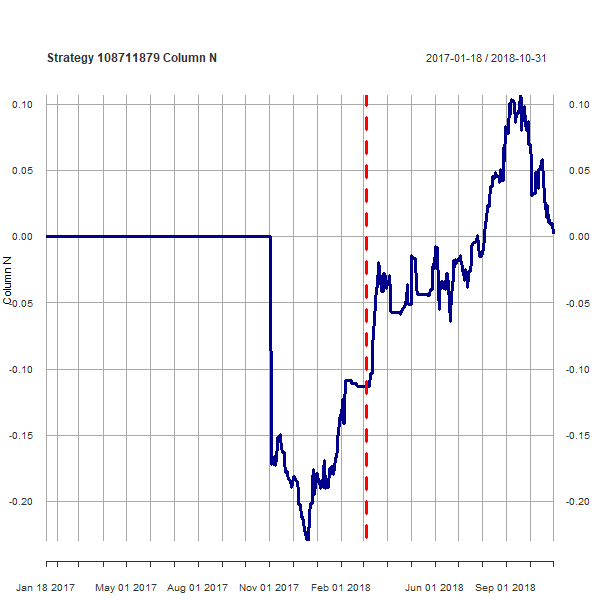 Strategy 108711879 Column N
2017-01-18 / 2018-10-31
0.10
0.10
0.05
0.05
0.00
0.00
Column N
-0.05
-0.05
-0.10
-0.10
-0.15
-0.15
-0.20
-0.20
Jan 18 2017
May 01 2017
Aug 01 2017
Nov 01 2017
Feb 01 2018
Jun 01 2018
Sep 01 2018